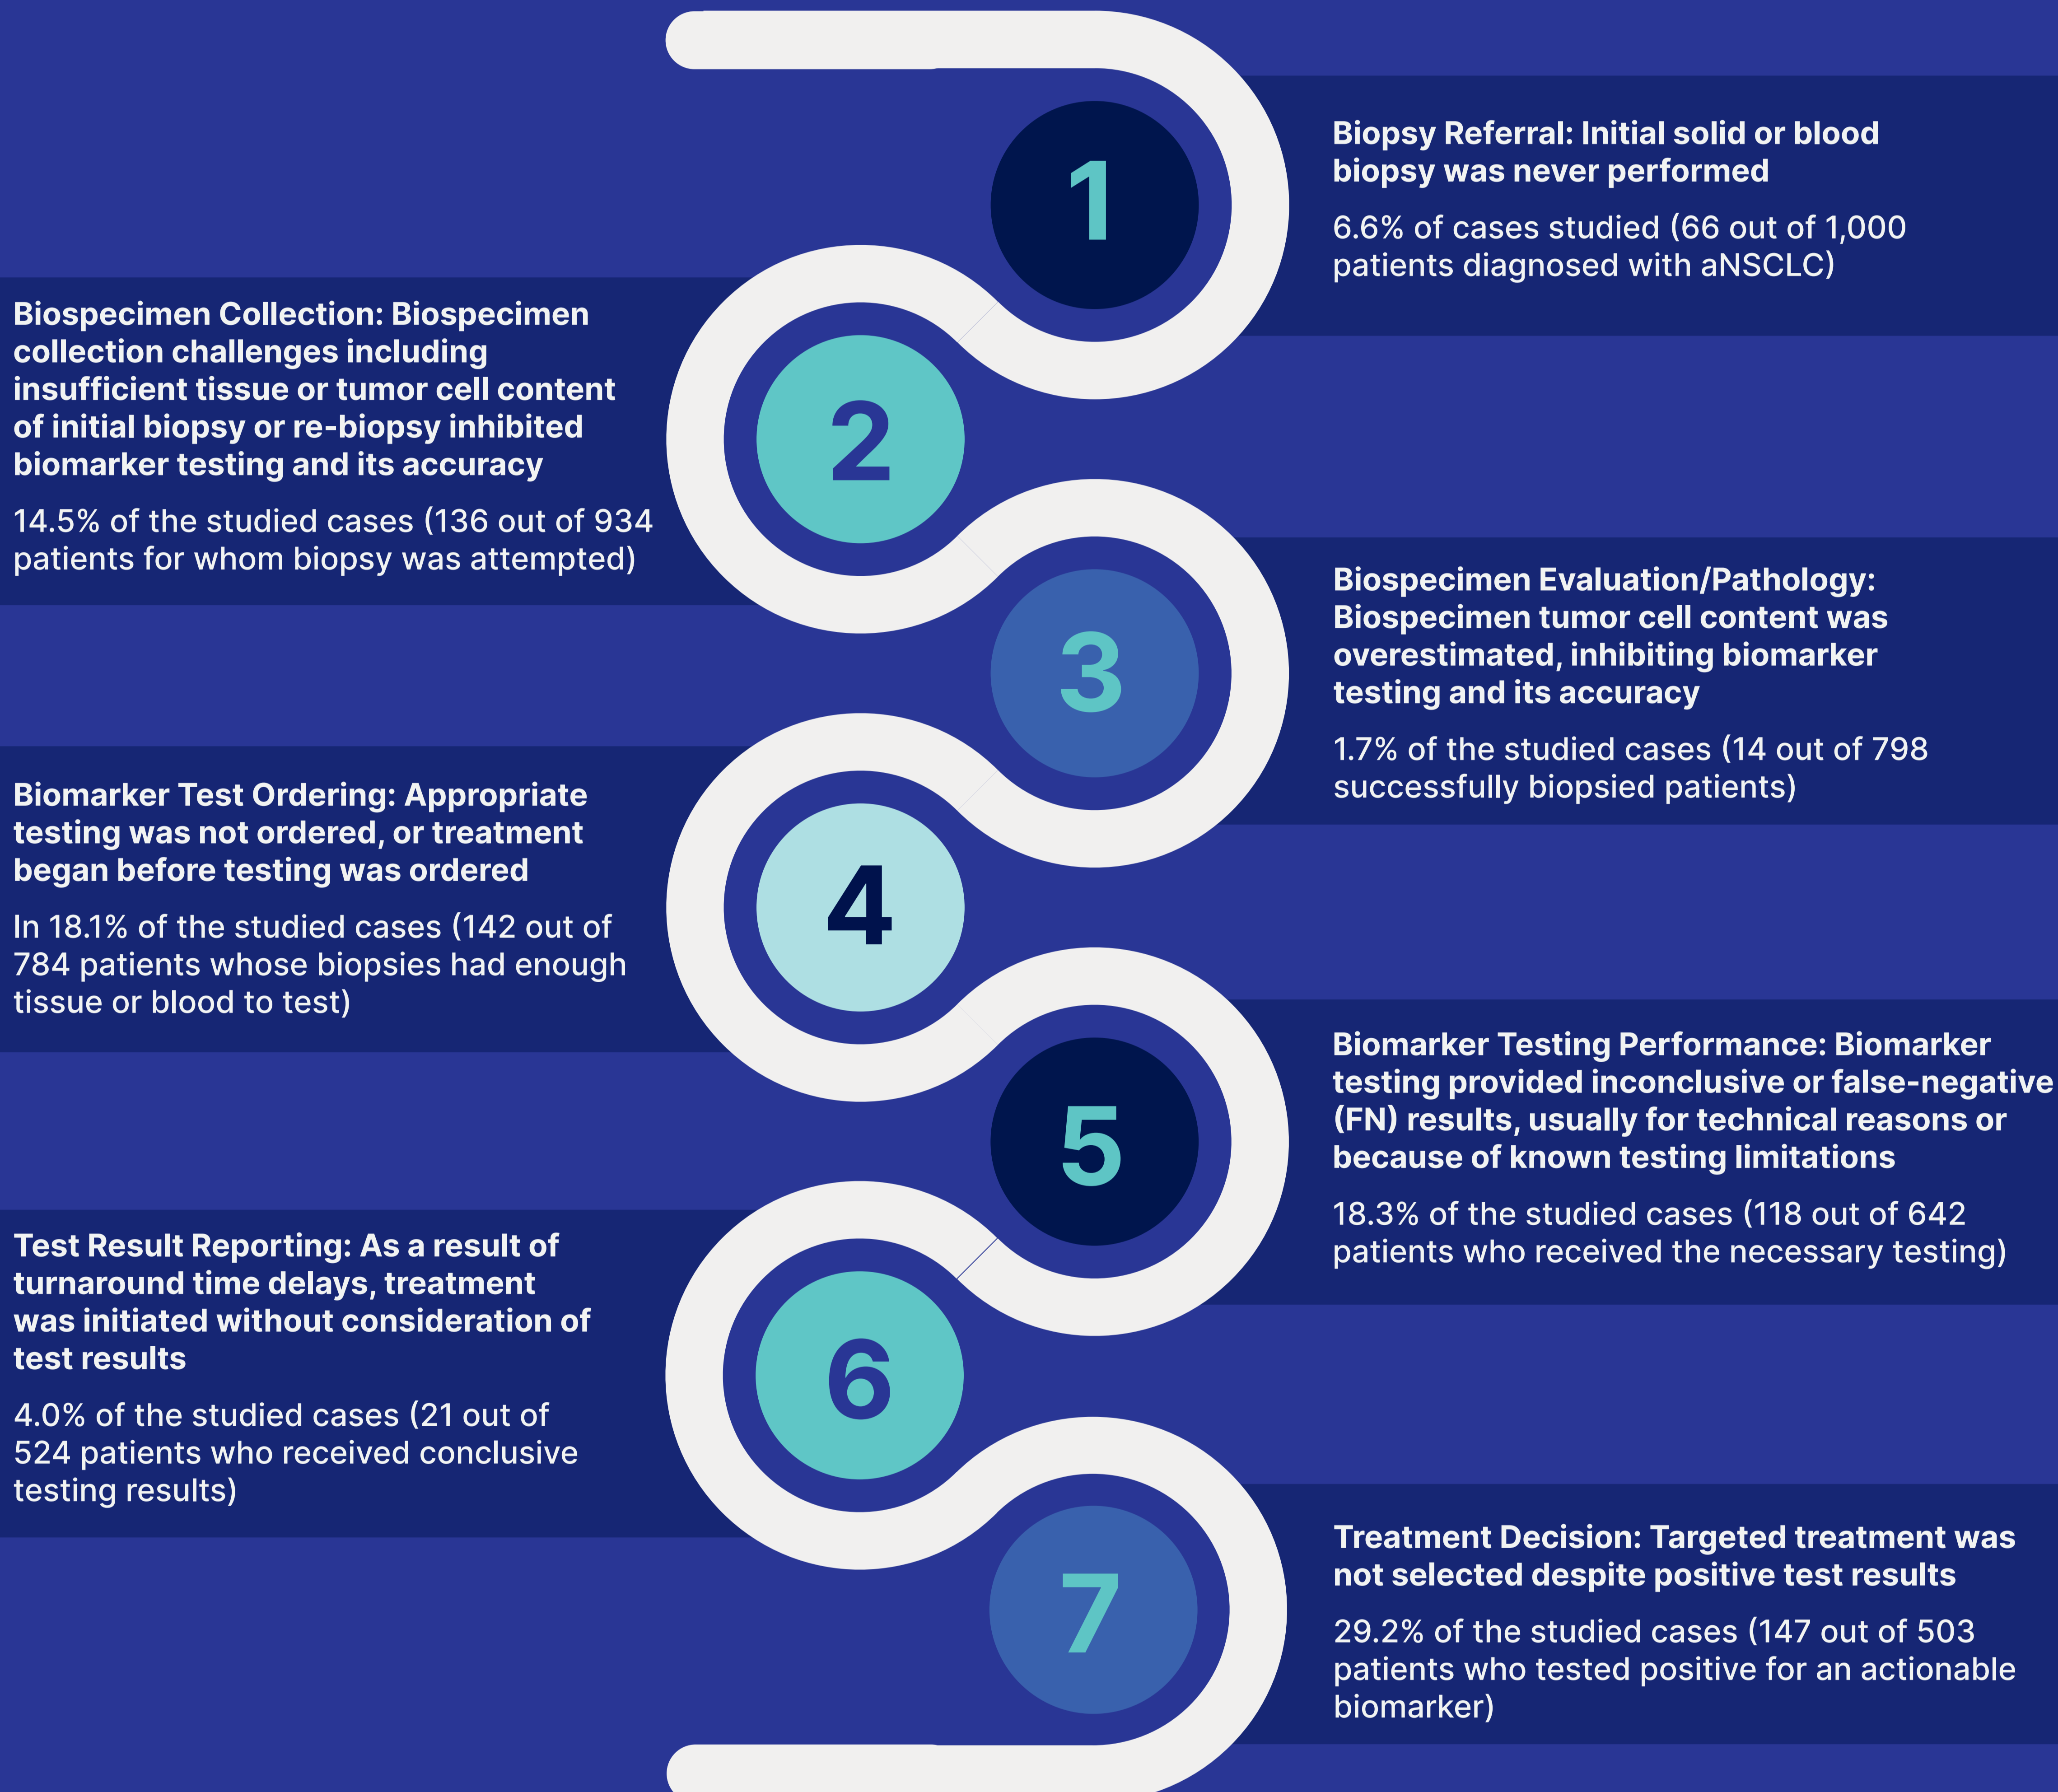 1
Biopsy Referral: Initial solid or blood
biopsy was never performed
6.6% of cases studied (66 out of 1,000
patients diagnosed with aNSCLC)
2
Biospecimen Collection: Biospecimen
collection challenges including
insufficient tissue or tumor cell content
of initial biopsy or re-biopsy inhibited
biomarker testing and its accuracy
14.5% of the studied cases (136 out of 934
patients for whom biopsy was attempted)
3
Biospecimen Evaluation/Pathology:
Biospecimen tumor cell content was
overestimated, inhibiting biomarker
testing and its accuracy
1.7% of the studied cases (14 out of 798
successfully biopsied patients)
4
Biomarker Test Ordering: Appropriate
testing was not ordered, or treatment
began before testing was ordered
In 18.1% of the studied cases (142 out of
784 patients whose biopsies had enough
tissue or blood to test)
5
Biomarker Testing Performance: Biomarker
testing provided inconclusive or false-negative
(FN) results, usually for technical reasons or
because of known testing limitations
18.3% of the studied cases (118 out of 642
patients who received the necessary testing)
6
Test Result Reporting: As a result of
turnaround time delays, treatment
was initiated without consideration of
test results
4.0% of the studied cases (21 out of
524 patients who received conclusive
testing results)
7
Treatment Decision: Targeted treatment was
not selected despite positive test results
29.2% of the studied cases (147 out of 503
patients who tested positive for an actionable
biomarker)